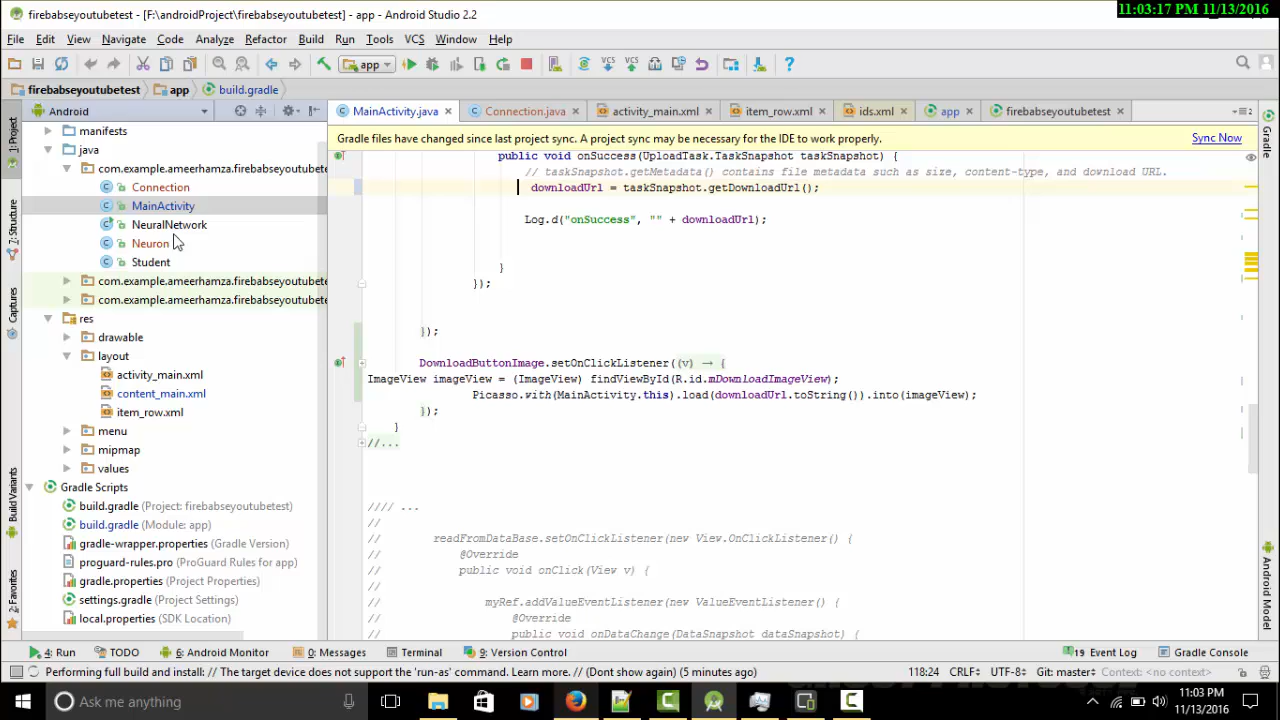 firebabseyoutubetest - [F:\androidProject\firebabseyoutubetest] - app - Android Studio 2.2
11:03:17 PM 11/13/2016
File Edit View Navigate Code Analyze Refactor Build Run Tools VCS Window Help
app
firebabseyoutubetest app build.gradle
Android
MainActivity.java Connection.java activity_main.xml item_row.xml ids.xml app firebabseyoutubetest
Gradle files have changed since last project sync. A project sync may be necessary for the IDE to work properly. Sync Now
1: Project
7: Structure
Captures
Build Variants
2: Favorites
manifests
java
com.example.ameerhamza.firebabseyoutubete
Connection
MainActivity
NeuralNetwork
Neuron
Student
com.example.ameerhamza.firebabseyoutubete
com.example.ameerhamza.firebabseyoutubete
res
drawable
layout
activity_main.xml
content_main.xml
item_row.xml
menu
mipmap
values
Gradle Scripts
build.gradle (Project: firebabseyoutubetest)
build.gradle (Module: app)
gradle-wrapper.properties (Gradle Version)
proguard-rules.pro (ProGuard Rules for app)
gradle.properties (Project Properties)
settings.gradle (Project Settings)
local.properties (SDK Location)
public void onSuccess(UploadTask.TaskSnapshot taskSnapshot) {
// taskSnapshot.getMetadata() contains file metadata such as size, content-type, and download URL.
downloadUrl = taskSnapshot.getDownloadUrl();
Log.d("onSuccess", "" + downloadUrl);
}
});
});
DownloadButtonImage.setOnClickListener((v) → {
ImageView imageView = (ImageView) findViewById(R.id.mDownloadImageView);
Picasso.with(MainActivity.this).load(downloadUrl.toString()).into(imageView);
});
}
//...
//// ...
//
// readFromDataBase.setOnClickListener(new View.OnClickListener() {
// @Override
// public void onClick(View v) {
//
// myRef.addValueEventListener(new ValueEventListener() {
// @Override
// public void onDataChange(DataSnapshot dataSnapshot) {
Gradle
Android Model
4: Run TODO 6: Android Monitor 0: Messages Terminal 9: Version Control 19 Event Log Gradle Console
Performing full build and install: // The target device does not support the 'run-as' command. Learn more. // (Dont show again) (5 minutes ago) 118:24 CRLF÷ UTF-8÷ Git: master÷ Context: <no context>
Ask me anything
11:03 PM
11/13/2016